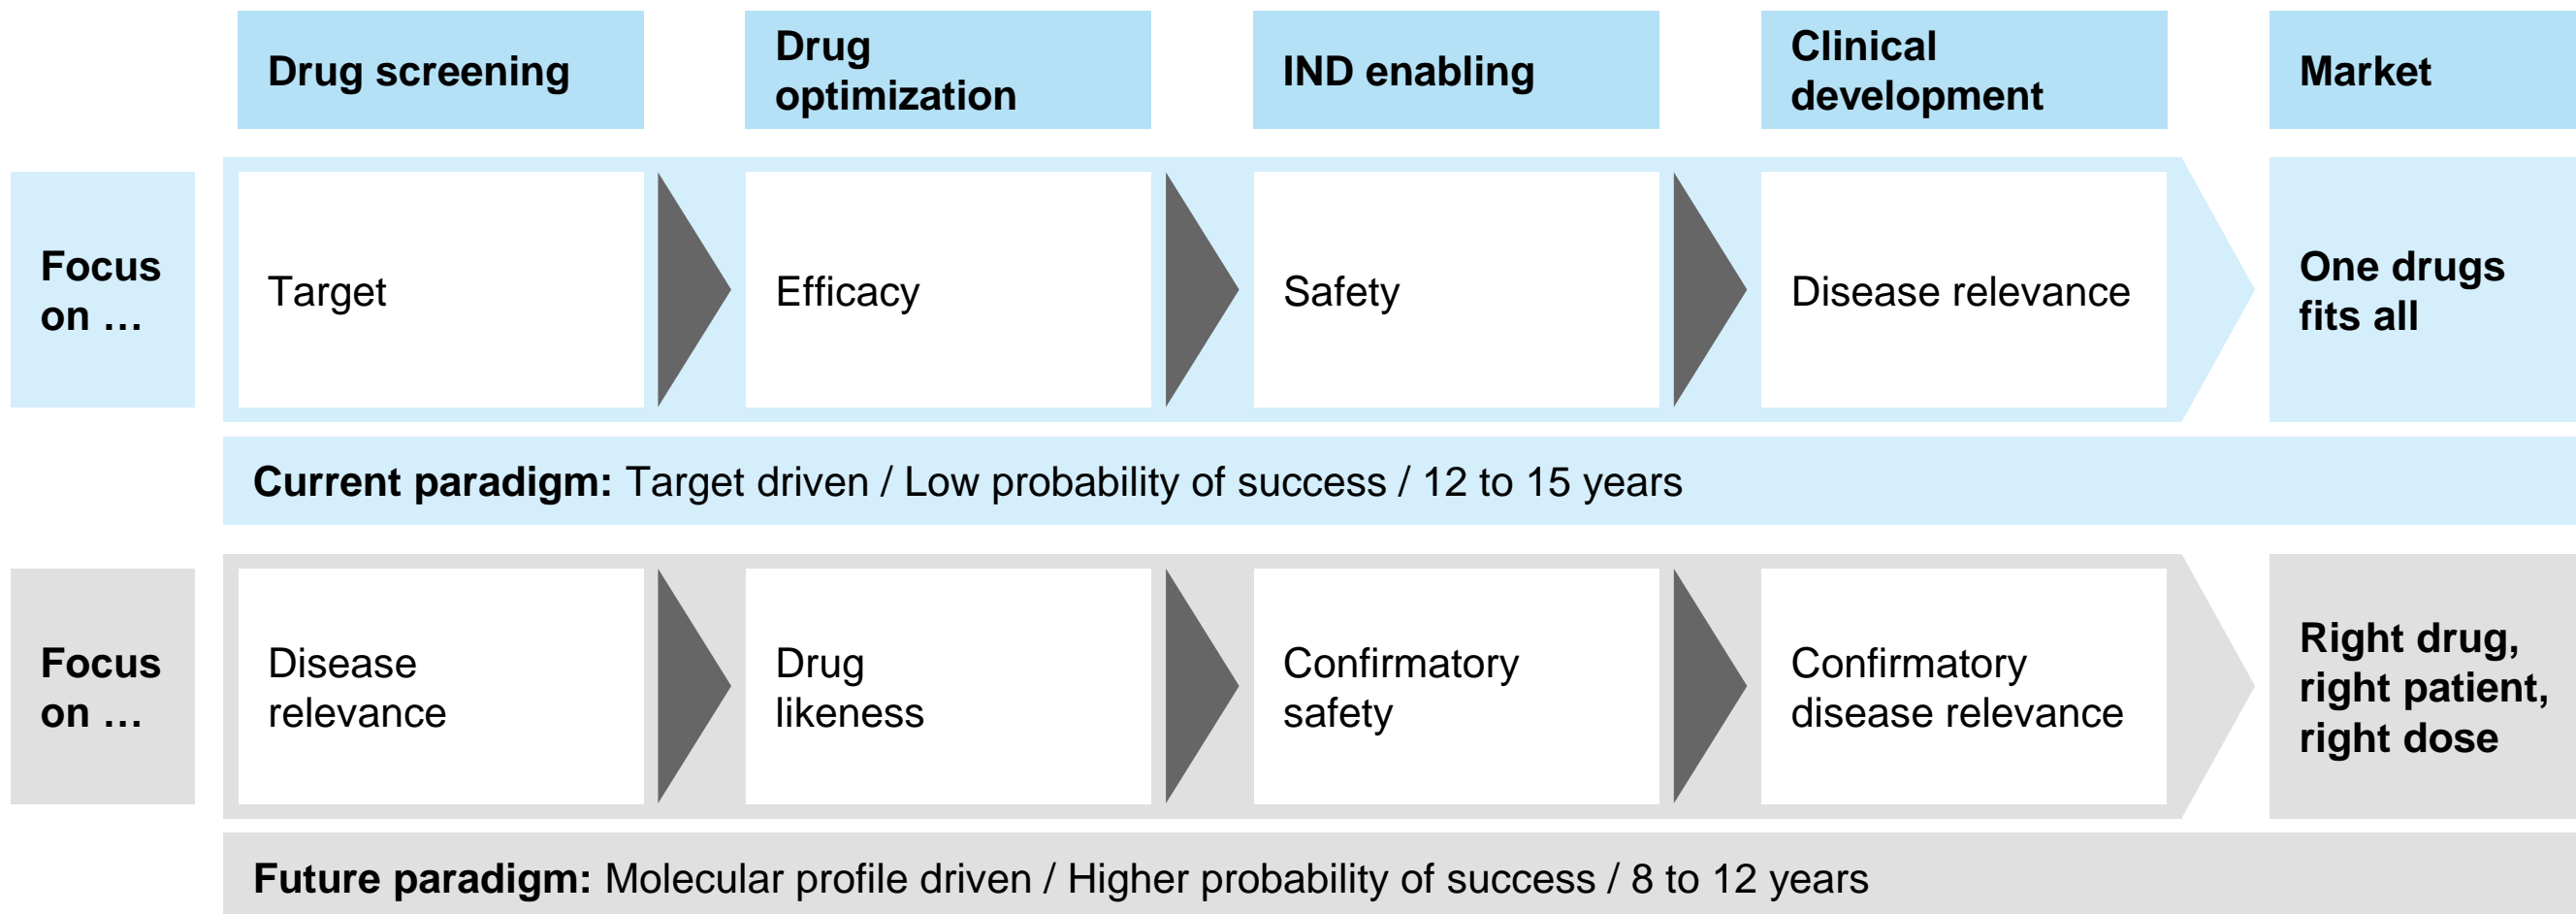 Drug screening
Drug
optimization
IND enabling
Clinical
development
Market
Focus
on …
Target
Efficacy
Safety
Disease relevance
One drugs
fits all
Current paradigm: Target driven / Low probability of success / 12 to 15 years
Focus
on …
Disease
relevance
Drug
likeness
Confirmatory
safety
Confirmatory
disease relevance
Right drug,
right patient,
right dose
Future paradigm: Molecular profile driven / Higher probability of success / 8 to 12 years